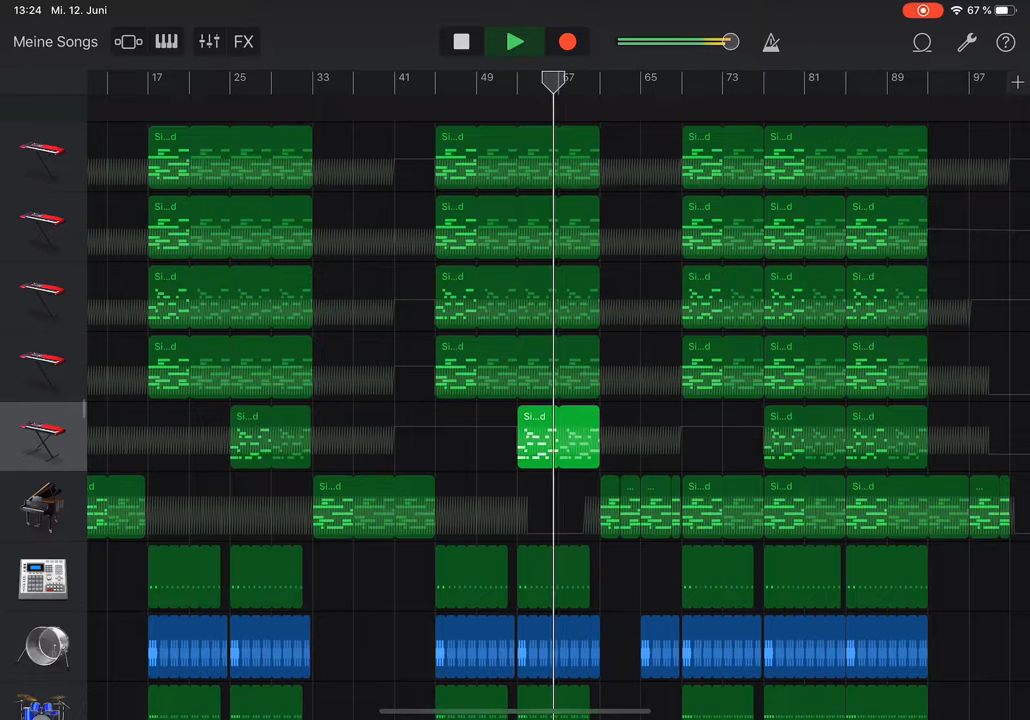 13:24 Mi. 12. Juni 67 %
Meine Songs FX
17 25 33 41 49 57 65 73 81 89 97
Si...d Si...d Si...d Si...d
Si...d Si...d Si...d Si...d Si...d
Si...d Si...d Si...d Si...d Si...d
Si...d Si...d Si...d Si...d Si...d
Si...d Si...d Si...d Si...d
d Si...d ... ... Si...d Si...d Si...d ...